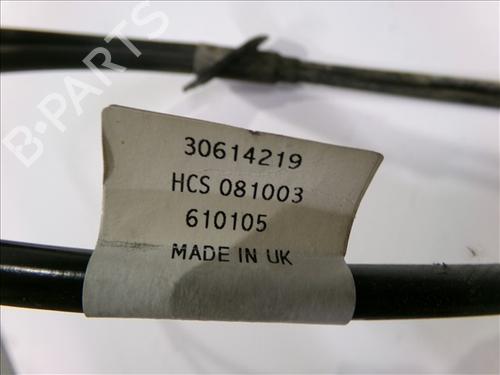 B-PARTS
30614219
HCS 081003
610105
MADE IN UK